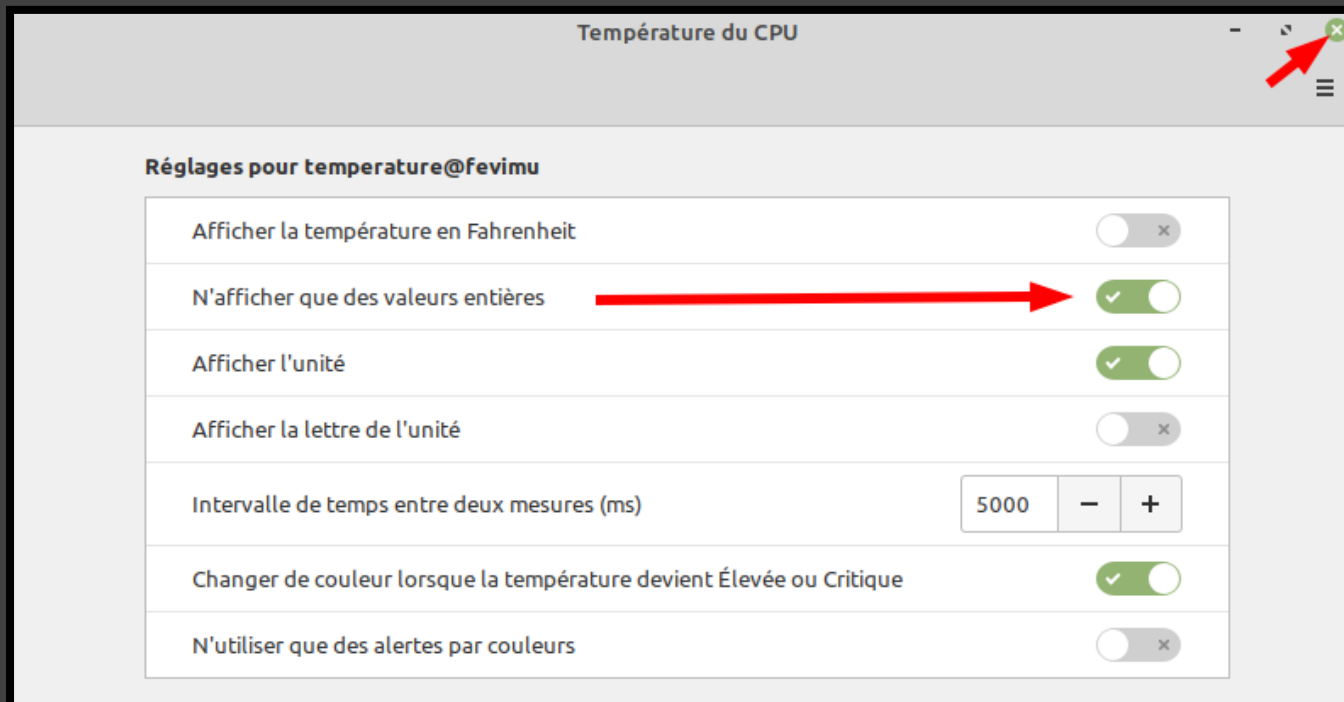 Température du CPU
Réglages pour temperature@fevimu
Afficher la température en Fahrenheit
N'afficher que des valeurs entières
Afficher l'unité
Afficher la lettre de l'unité
Intervalle de temps entre deux mesures (ms) 5000 − +
Changer de couleur lorsque la température devient Élevée ou Critique
N'utiliser que des alertes par couleurs